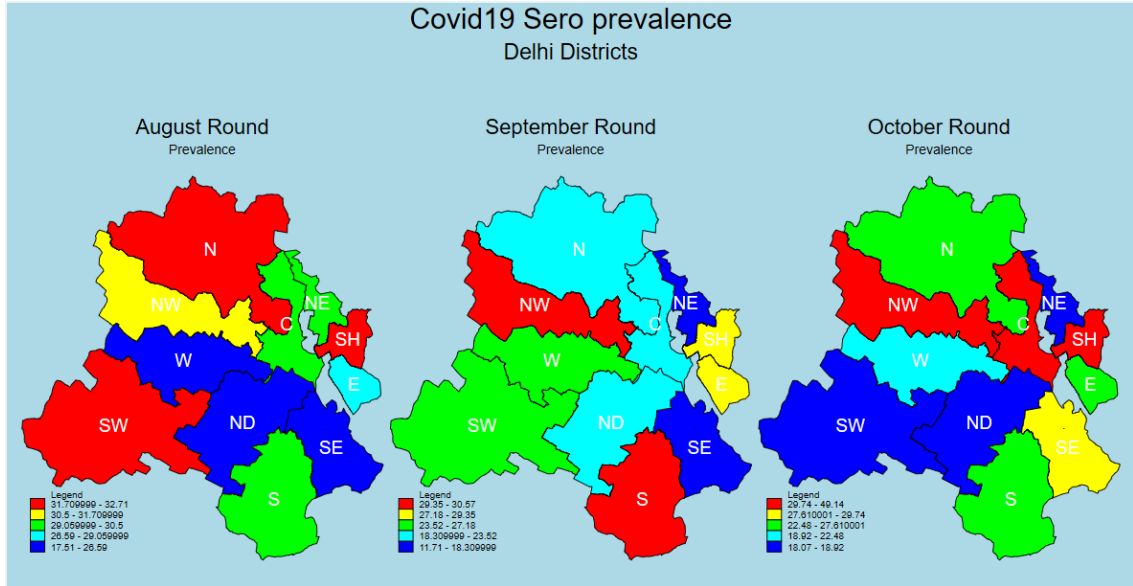 Covid19 Sero prevalence
Delhi Districts
August Round
Prevalence
N
NW
NE
C
SH
W
E
SW
ND
SE
S
Legend
31.709999 - 32.71
30.5 - 31.709999
29.059999 - 30.5
26.59 - 29.059999
17.51 - 26.59
September Round
Prevalence
N
NE
NW
C
SH
W
E
ND
SW
SE
S
Legend
29.35 - 30.57
27.18 - 29.35
23.52 - 27.18
18.309999 - 23.52
11.71 - 18.309999
October Round
Prevalence
N
NE
NW
C
SH
W
E
SW
ND
SE
S
Legend
29.74 - 49.14
27.610001 - 29.74
22.48 - 27.610001
18.92 - 22.48
18.07 - 18.92